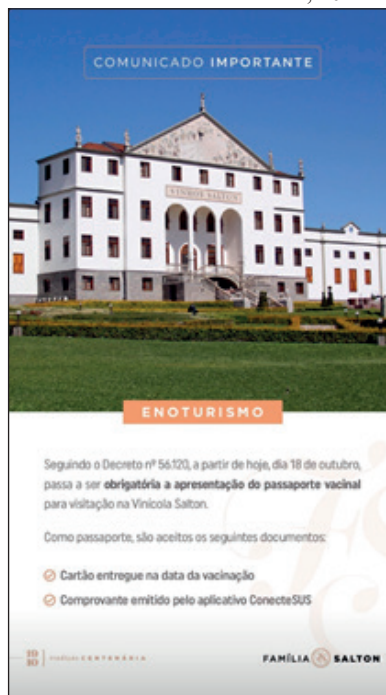 COMUNICADO IMPORTANTE
VINHOS SALTON
ENOTURISMO
Seguindo o Decreto nº 56.120, a partir de hoje, dia 18 de outubro,
passa a ser obrigatória a apresentação do passaporte vacinal
para visitação na Vinícola Salton.
Como passaporte, são aceitos os seguintes documentos:
Cartão entregue na data da vacinação
Comprovante emitido pelo aplicativo ConecteSUS
19
10
CENTENÁRIA
FAMÍLIA SALTON